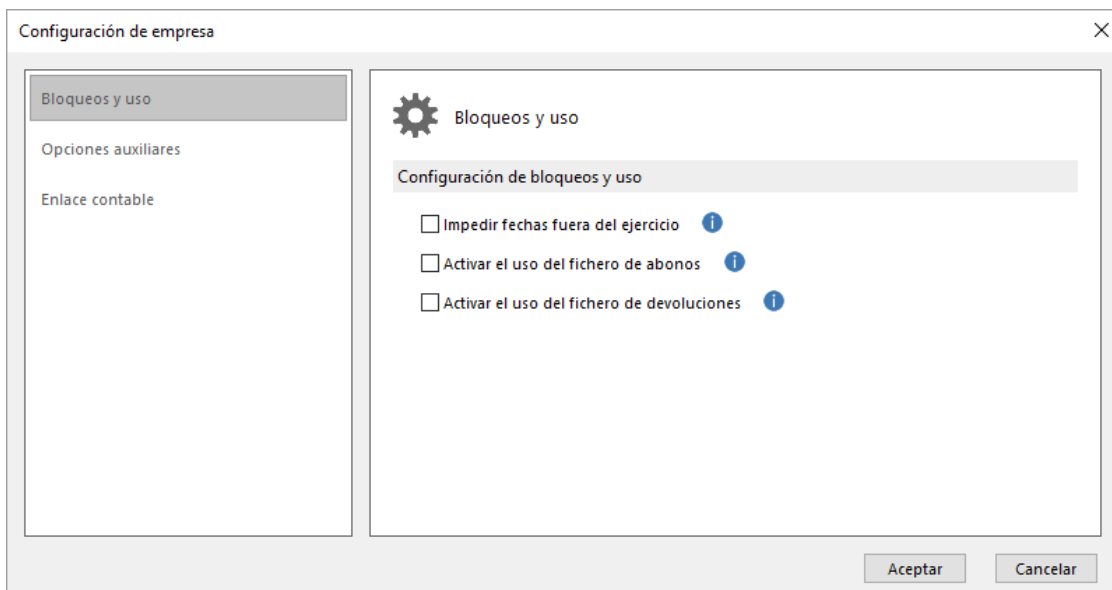 Configuración de empresa
Bloqueos y uso
Opciones auxiliares
Enlace contable
Bloqueos y uso
Configuración de bloqueos y uso
Impedir fechas fuera del ejercicio
Activar el uso del fichero de abonos
Activar el uso del fichero de devoluciones
Aceptar
Cancelar